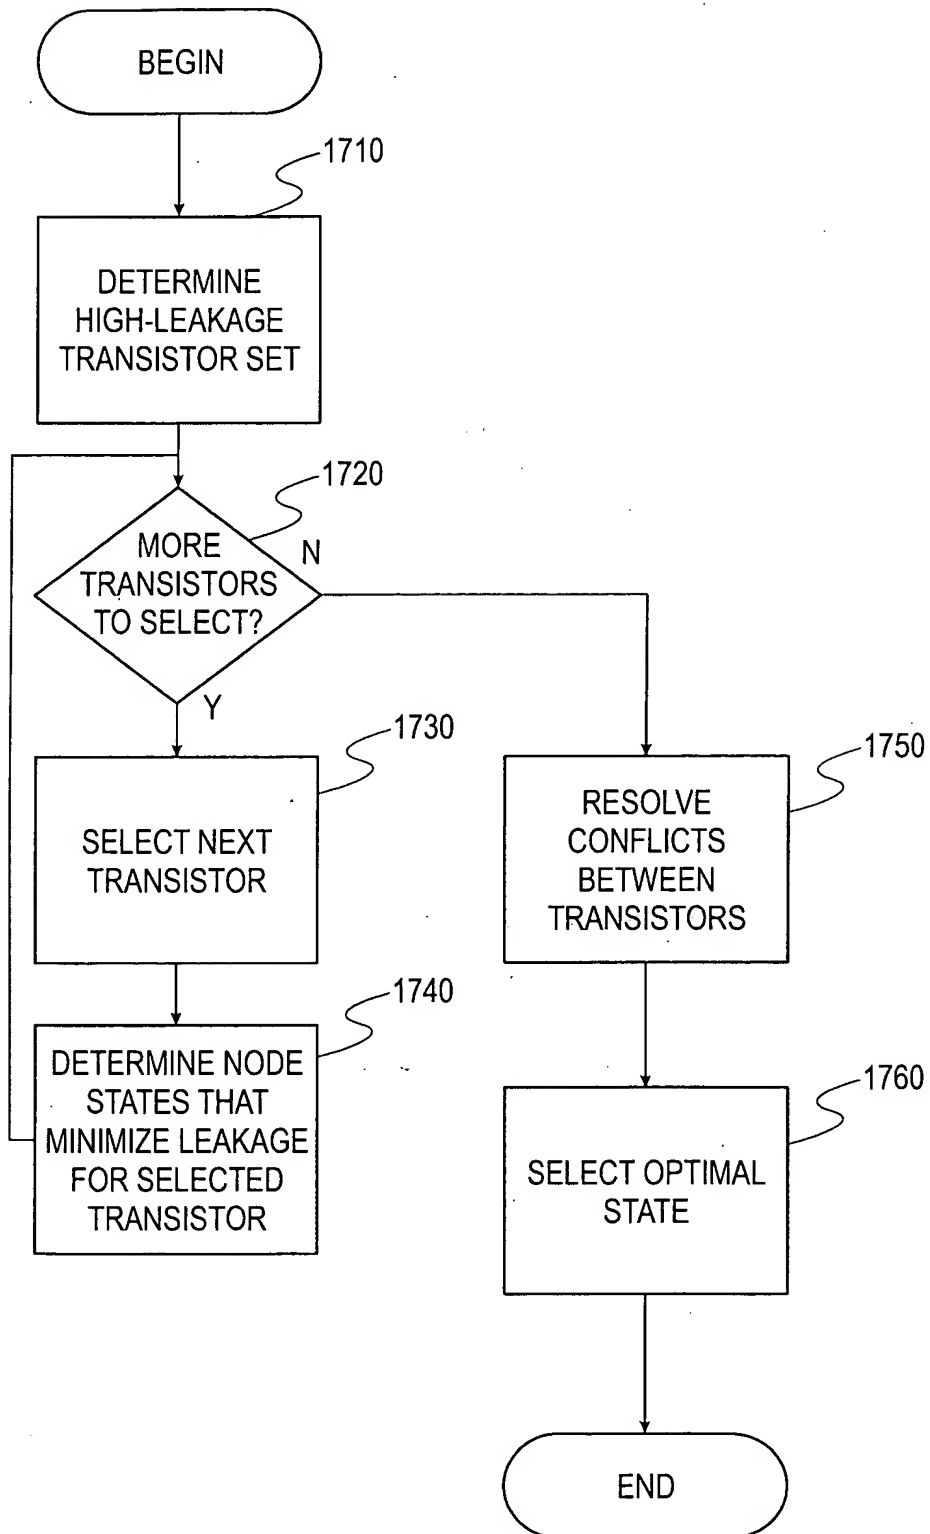 BEGIN
1710
DETERMINE
HIGH-LEAKAGE
TRANSISTOR SET
1720
MORE
TRANSISTORS
TO SELECT?
N
Y
1730
SELECT NEXT
TRANSISTOR
1740
DETERMINE NODE
STATES THAT
MINIMIZE LEAKAGE
FOR SELECTED
TRANSISTOR
1750
RESOLVE
CONFLICTS
BETWEEN
TRANSISTORS
1760
SELECT OPTIMAL
STATE
END